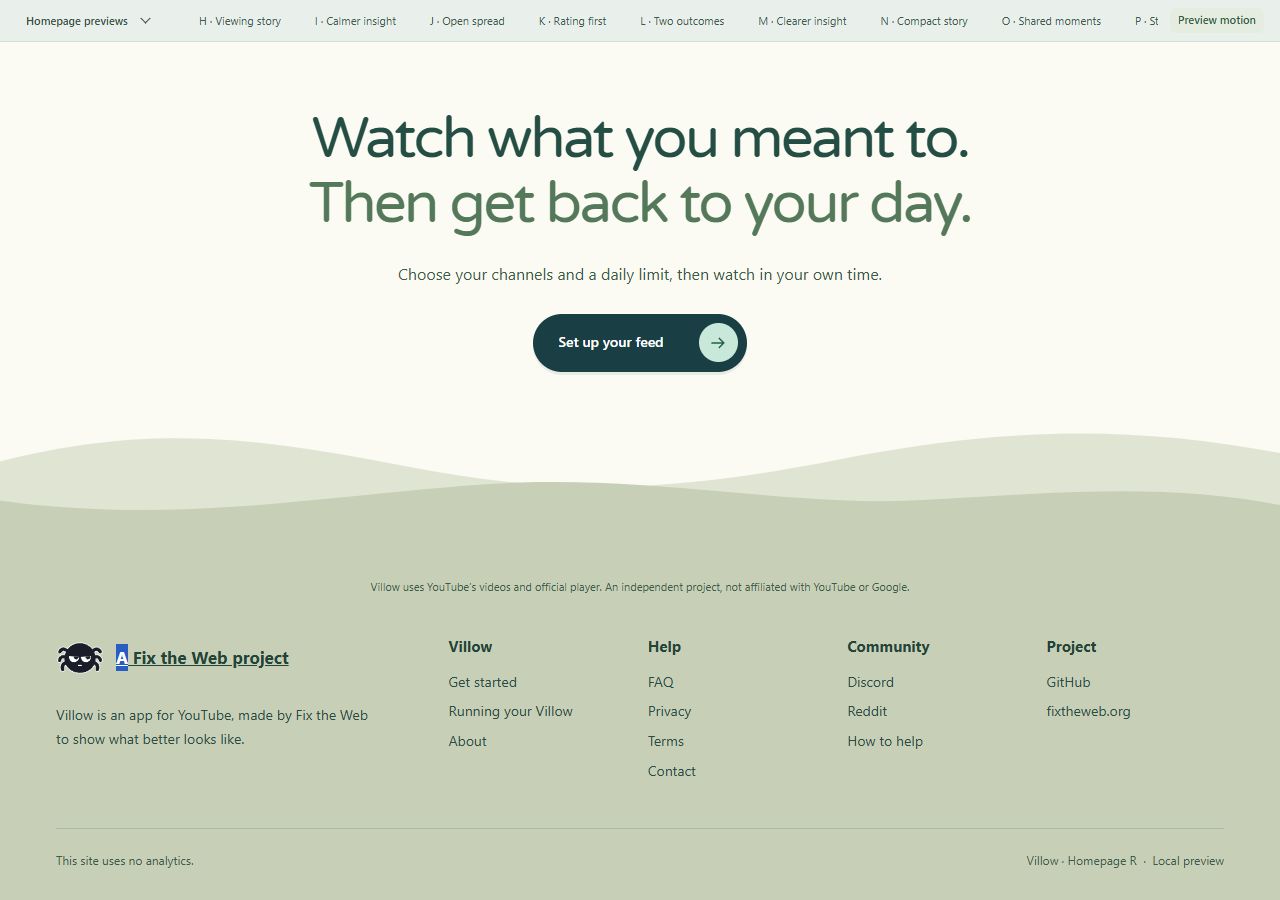 Homepage previews
H · Viewing story
I · Calmer insight
J · Open spread
K · Rating first
L · Two outcomes
M · Clearer insight
N · Compact story
O · Shared moments
P · St
Preview motion
Watch what you meant to.
Then get back to your day.
Choose your channels and a daily limit, then watch in your own time.
Set up your feed
Villow uses YouTube's videos and official player. An independent project, not affiliated with YouTube or Google.
A Fix the Web project
Villow is an app for YouTube, made by Fix the Web
to show what better looks like.
Villow
Get started
Running your Villow
About
Help
FAQ
Privacy
Terms
Contact
Community
Discord
Reddit
How to help
Project
GitHub
fixtheweb.org
This site uses no analytics.
Villow · Homepage R · Local preview